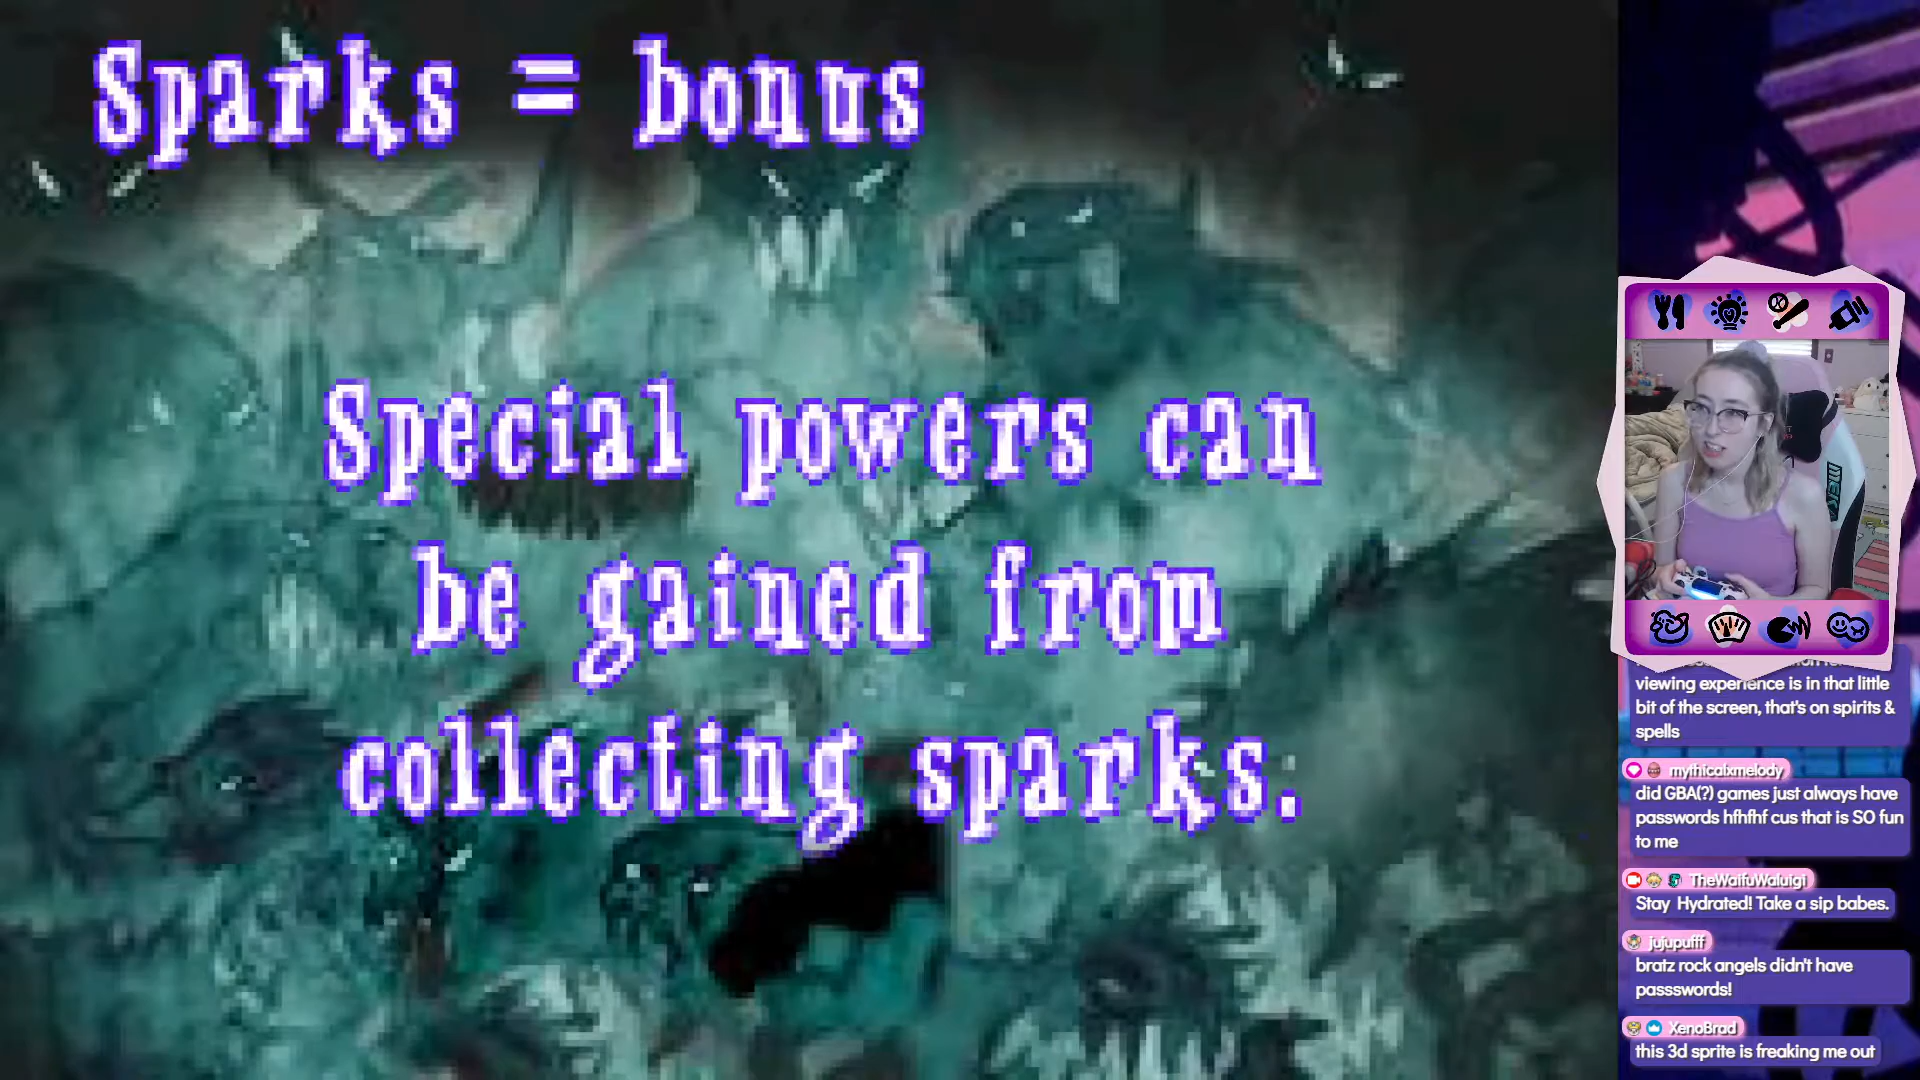 Sparks = bonus
Special powers can
be gained from
collecting sparks.
viewing experience is in that little
bit of the screen, that's on spirits &
spells
mythicalxmelody
did GBA(?) games just always have
passwords hfhfhf cus that is SO fun
to me
TheWaifuWaluigi
Stay Hydrated! Take a sip babes.
jujupufff
bratz rock angels didn't have
passswords!
XenoBrad
this 3d sprite is freaking me out